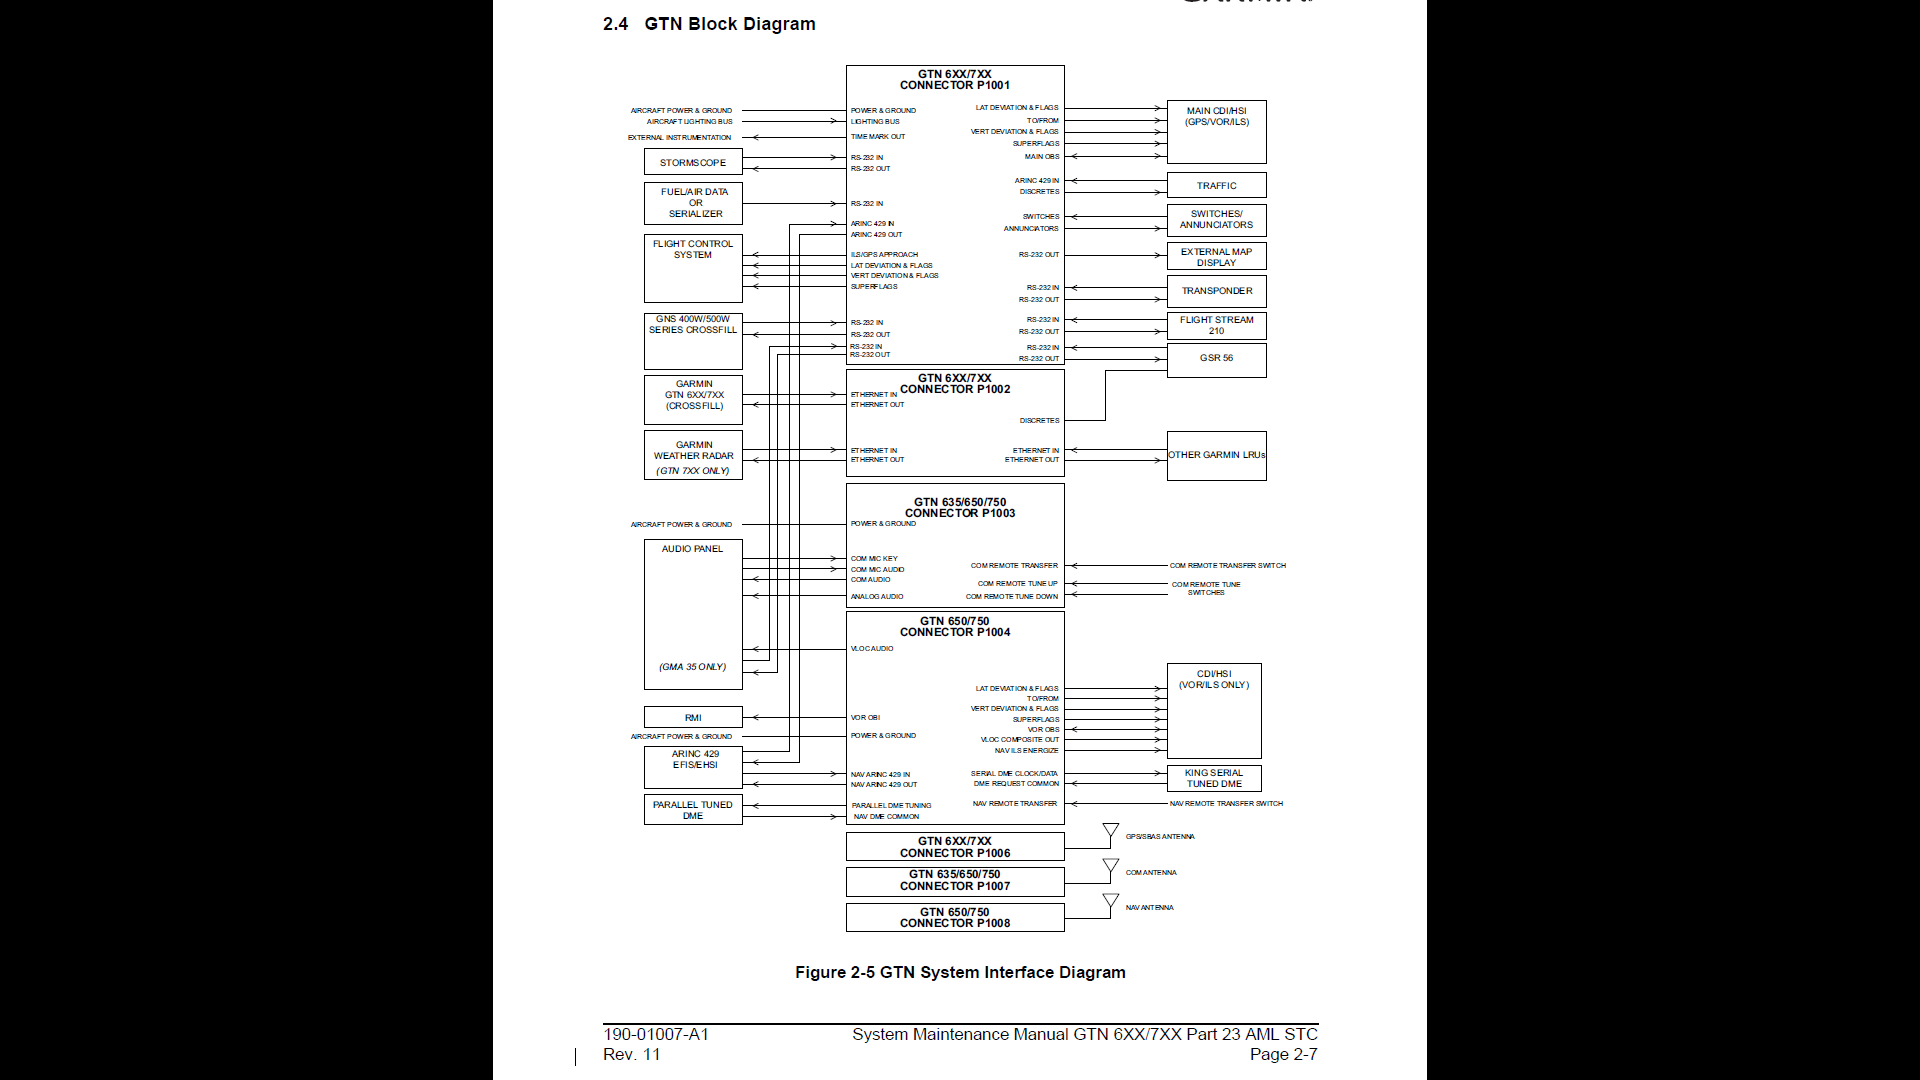 2.4 GTN Block Diagram
GTN 6XX/7XX
CONNECTOR P1001
AIRCRAFT POWER & GROUND
AIRCRAFT LIGHTING BUS
EXTERNAL INSTRUMENTATION
STORMSCOPE
FUEL/AIR DATA
OR
SERIALIZER
FLIGHT CONTROL
SYSTEM
GNS 400W/500W
SERIES CROSSFILL
POWER & GROUND
LIGHTING BUS
TIME MARK OUT
RS-232 IN
RS-232 OUT
RS-232 IN
ARINC 429 IN
ARINC 429 OUT
ILS/GPS APPROACH
LAT DEVIATION & FLAGS
VERT DEVIATION & FLAGS
SUPERFLAGS
RS-232 IN
RS-232 OUT
RS-232 IN
RS-232 OUT
LAT DEVIATION & FLAGS
TO/FROM
VERT DEVIATION & FLAGS
SUPERFLAGS
MAIN OBS
ARINC 429 IN
DISCRETES
SWITCHES
ANNUNCIATORS
RS-232 OUT
RS-232 IN
RS-232 OUT
RS-232 IN
RS-232 OUT
RS-232 IN
RS-232 OUT
MAIN CDI/HSI
(GPS/VOR/ILS)
TRAFFIC
SWITCHES/
ANNUNCIATORS
EXTERNAL MAP
DISPLAY
TRANSPONDER
FLIGHT STREAM
210
GSR 56
GTN 6XX/7XX
CONNECTOR P1002
GARMIN
GTN 6XX/7XX
(CROSSFILL)
GARMIN
WEATHER RADAR
(GTN 7XX ONLY)
ETHERNET IN
ETHERNET OUT
ETHERNET IN
ETHERNET OUT
DISCRETES
ETHERNET IN
ETHERNET OUT
OTHER GARMIN LRUs
GTN 635/650/750
CONNECTOR P1003
AIRCRAFT POWER & GROUND
AUDIO PANEL
(GMA 35 ONLY)
POWER & GROUND
COM MIC KEY
COM MIC AUDIO
COM AUDIO
ANALOG AUDIO
COM REMOTE TRANSFER
COM REMOTE TUNE UP
COM REMOTE TUNE DOWN
COM REMOTE TRANSFER SWITCH
COM REMOTE TUNE
SWITCHES
GTN 650/750
CONNECTOR P1004
RMI
AIRCRAFT POWER & GROUND
ARINC 429
EFIS/EHSI
PARALLEL TUNED
DME
VLOC AUDIO
VOR OBI
POWER & GROUND
NAV ARINC 429 IN
NAV ARINC 429 OUT
PARALLEL DME TUNING
NAV DME COMMON
LAT DEVIATION & FLAGS
TO/FROM
VERT DEVIATION & FLAGS
SUPERFLAGS
VOR OBS
VLOC COMPOSITE OUT
NAV ILS ENERGIZE
SERIAL DME CLOCK/DATA
DME REQUEST COMMON
NAV REMOTE TRANSFER
CDI/HSI
(VOR/ILS ONLY)
KING SERIAL
TUNED DME
NAV REMOTE TRANSFER SWITCH
GTN 6XX/7XX
CONNECTOR P1006
GPS/SBAS ANTENNA
GTN 635/650/750
CONNECTOR P1007
COM ANTENNA
GTN 650/750
CONNECTOR P1008
NAV ANTENNA
Figure 2-5 GTN System Interface Diagram
190-01007-A1
System Maintenance Manual GTN 6XX/7XX Part 23 AML STC
Rev. 11
Page 2-7